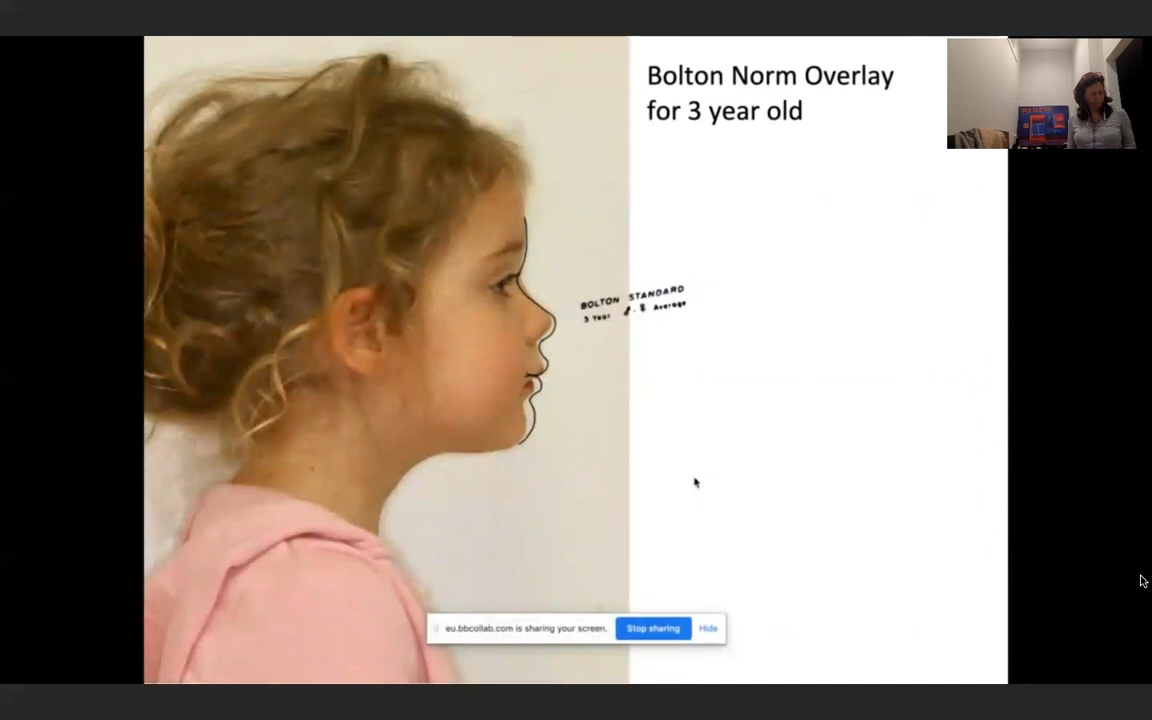 Bolton Norm Overlay
for 3 year old
BOLTON STANDARD
3 Year ♂. ♀ Average
eu.bbcollab.com is sharing your screen. Stop sharing Hide